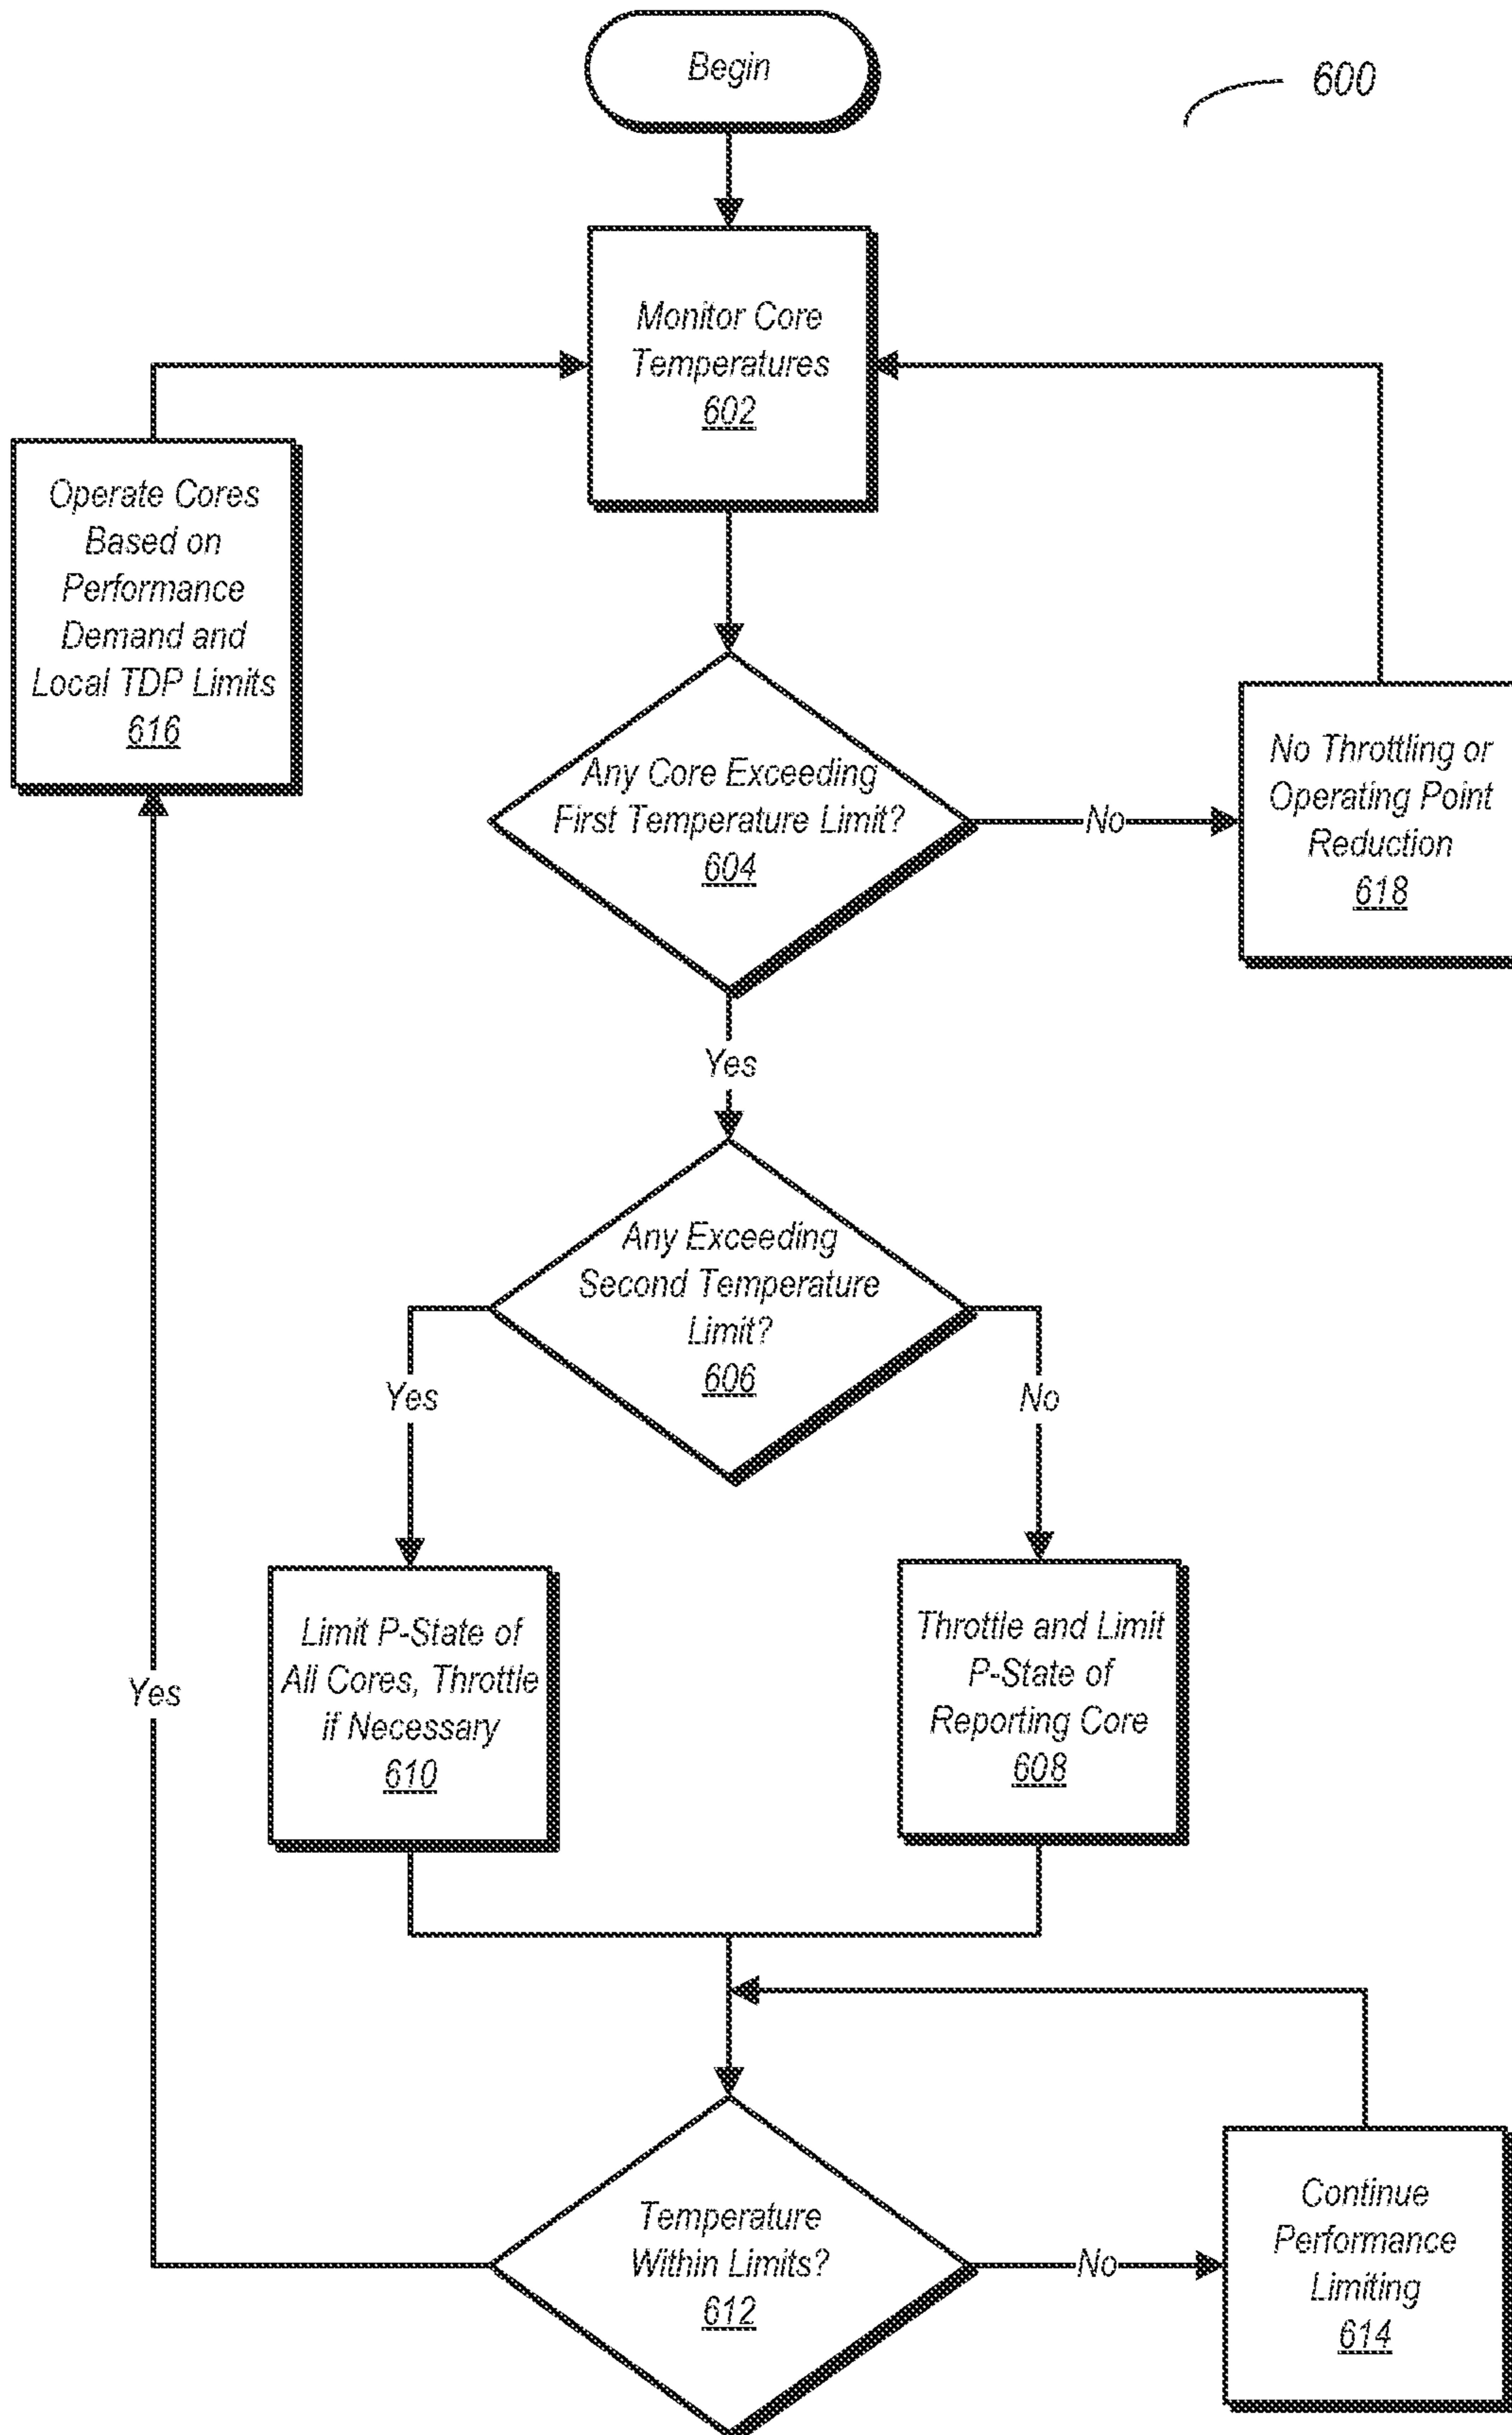 Begin
600
Monitor Core
Temperatures
602
Operate Cores
Based on
Performance
Demand and
Local TDP Limits
616
Any Core Exceeding
First Temperature Limit?
604
No
No Throttling or
Operating Point
Reduction
618
Yes
Any Exceeding
Second Temperature
Limit?
606
Yes
No
Limit P-State of
All Cores, Throttle
if Necessary
610
Throttle and Limit
P-State of
Reporting Core
608
Yes
Temperature
Within Limits?
612
No
Continue
Performance
Limiting
614